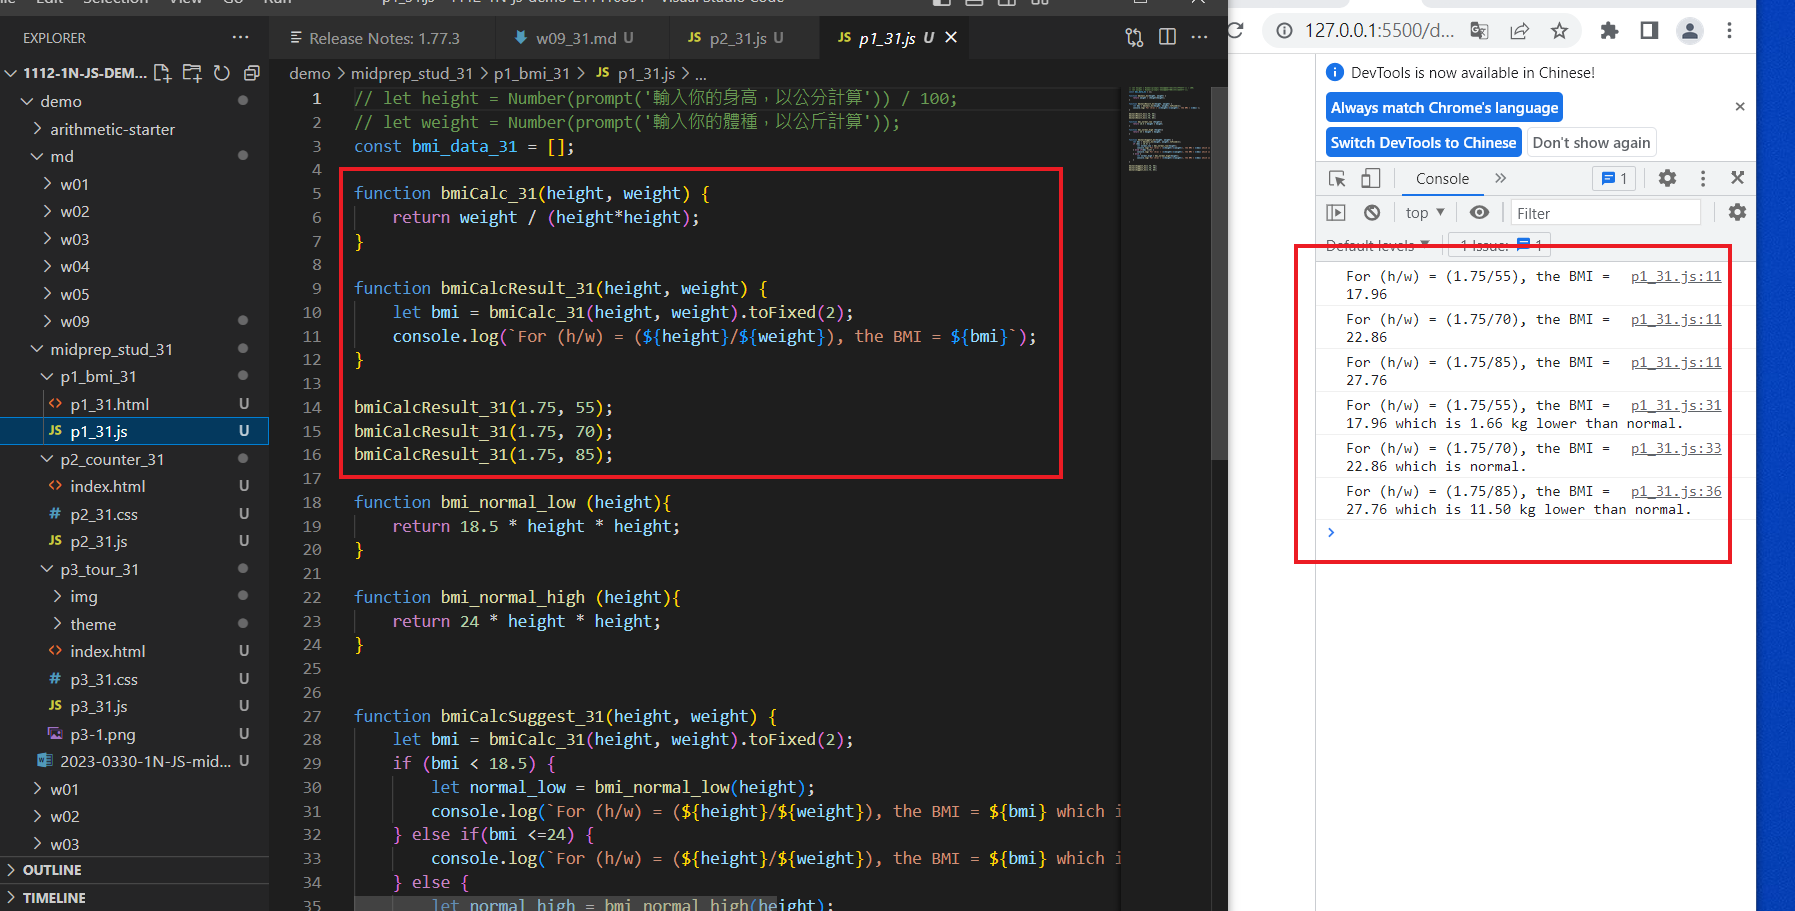 File Edit Selection View Go Run
p1_31.js - 1112-1N-JS-demo-211410631 - Visual Studio Code
EXPLORER
1112-1N-JS-DEM...
demo
arithmetic-starter
md
w01
w02
w03
w04
w05
w09
midprep_stud_31
p1_bmi_31
p1_31.html U
p1_31.js U
p2_counter_31
index.html U
p2_31.css U
p2_31.js U
p3_tour_31
img
theme
index.html U
p3_31.css U
p3_31.js U
p3-1.png U
2023-0330-1N-JS-mid... U
w01
w02
w03
OUTLINE
TIMELINE
Release Notes: 1.77.3
w09_31.md U
JS p2_31.js U
JS p1_31.js U
demo > midprep_stud_31 > p1_bmi_31 > JS p1_31.js > ...
1 // let height = Number(prompt('輸入你的身高，以公分計算')) / 100;
2 // let weight = Number(prompt('輸入你的體種，以公斤計算'));
3 const bmi_data_31 = [];
4
5 function bmiCalc_31(height, weight) {
6 return weight / (height*height);
7 }
8
9 function bmiCalcResult_31(height, weight) {
10 let bmi = bmiCalc_31(height, weight).toFixed(2);
11 console.log(`For (h/w) = (${height}/${weight}), the BMI = ${bmi}`);
12 }
13
14 bmiCalcResult_31(1.75, 55);
15 bmiCalcResult_31(1.75, 70);
16 bmiCalcResult_31(1.75, 85);
17
18 function bmi_normal_low (height){
19 return 18.5 * height * height;
20 }
21
22 function bmi_normal_high (height){
23 return 24 * height * height;
24 }
25
26
27 function bmiCalcSuggest_31(height, weight) {
28 let bmi = bmiCalc_31(height, weight).toFixed(2);
29 if (bmi < 18.5) {
30 let normal_low = bmi_normal_low(height);
31 console.log(`For (h/w) = (${height}/${weight}), the BMI = ${bmi} which i
32 } else if(bmi <=24) {
33 console.log(`For (h/w) = (${height}/${weight}), the BMI = ${bmi} which i
34 } else {
35 let normal_high = bmi_normal_high(height);
127.0.0.1:5500/d...
DevTools is now available in Chinese!
Always match Chrome's language
Switch DevTools to Chinese
Don't show again
Console
1
top
Filter
Default levels
1 Issue: 1
For (h/w) = (1.75/55), the BMI = p1_31.js:11
17.96
For (h/w) = (1.75/70), the BMI = p1_31.js:11
22.86
For (h/w) = (1.75/85), the BMI = p1_31.js:11
27.76
For (h/w) = (1.75/55), the BMI = p1_31.js:31
17.96 which is 1.66 kg lower than normal.
For (h/w) = (1.75/70), the BMI = p1_31.js:33
22.86 which is normal.
For (h/w) = (1.75/85), the BMI = p1_31.js:36
27.76 which is 11.50 kg lower than normal.